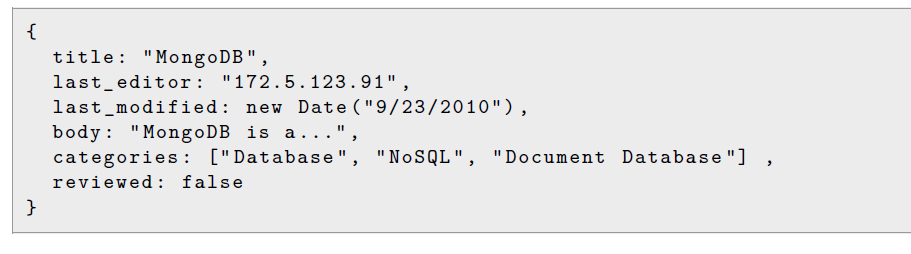 {
title: "MongoDB",
last_editor: "172.5.123.91",
last_modified: new Date("9/23/2010"),
body: "MongoDB is a...",
categories: ["Database", "NoSQL", "Document Database"] ,
reviewed: false
}